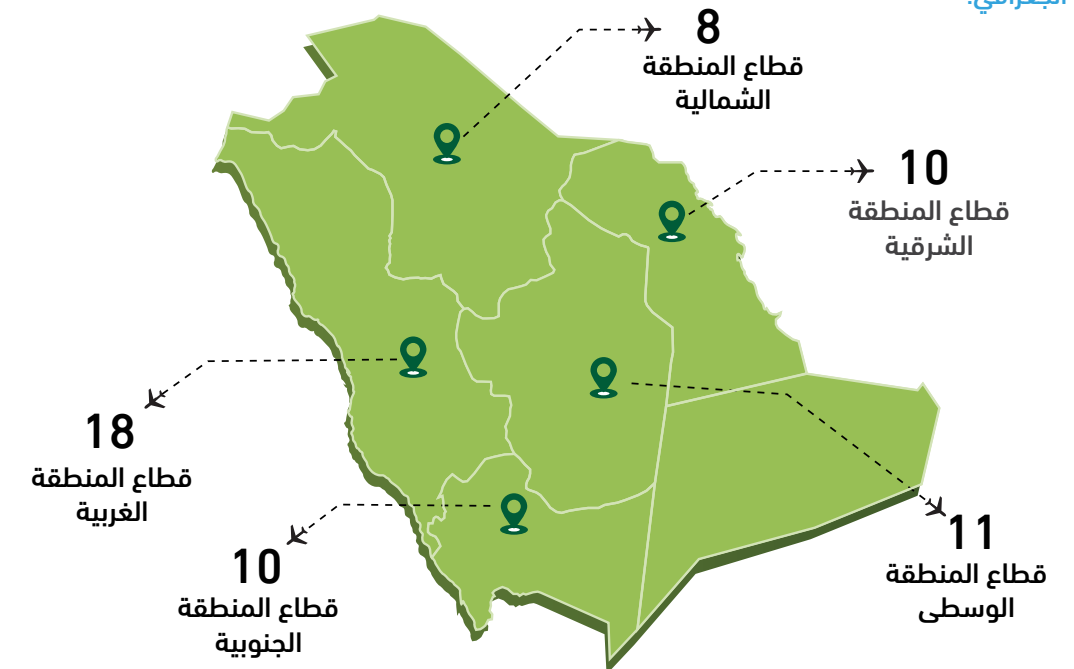 الجغرافي:
8
قطاع المنطقة
الشمالية
10
قطاع المنطقة
الشرقية
18
قطاع المنطقة
الغربية
11
قطاع المنطقة
الوسطى
10
قطاع المنطقة
الجنوبية